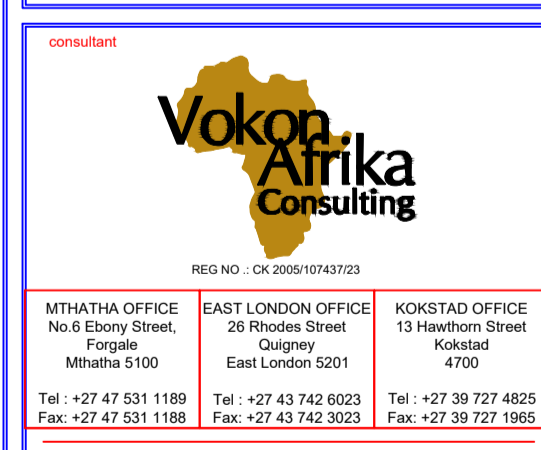 consultant
Vokon
Afrika
Consulting
REG NO .: CK 2005/107437/23
MTHATHA OFFICE
No.6 Ebony Street,
Forgale
Mthatha 5100
Tel : +27 47 531 1189
Fax: +27 47 531 1188
EAST LONDON OFFICE
26 Rhodes Street
Quigney
East London 5201
Tel : +27 43 742 6023
Fax: +27 43 742 3023
KOKSTAD OFFICE
13 Hawthorn Street
Kokstad
4700
Tel : +27 39 727 4825
Fax: +27 39 727 1965